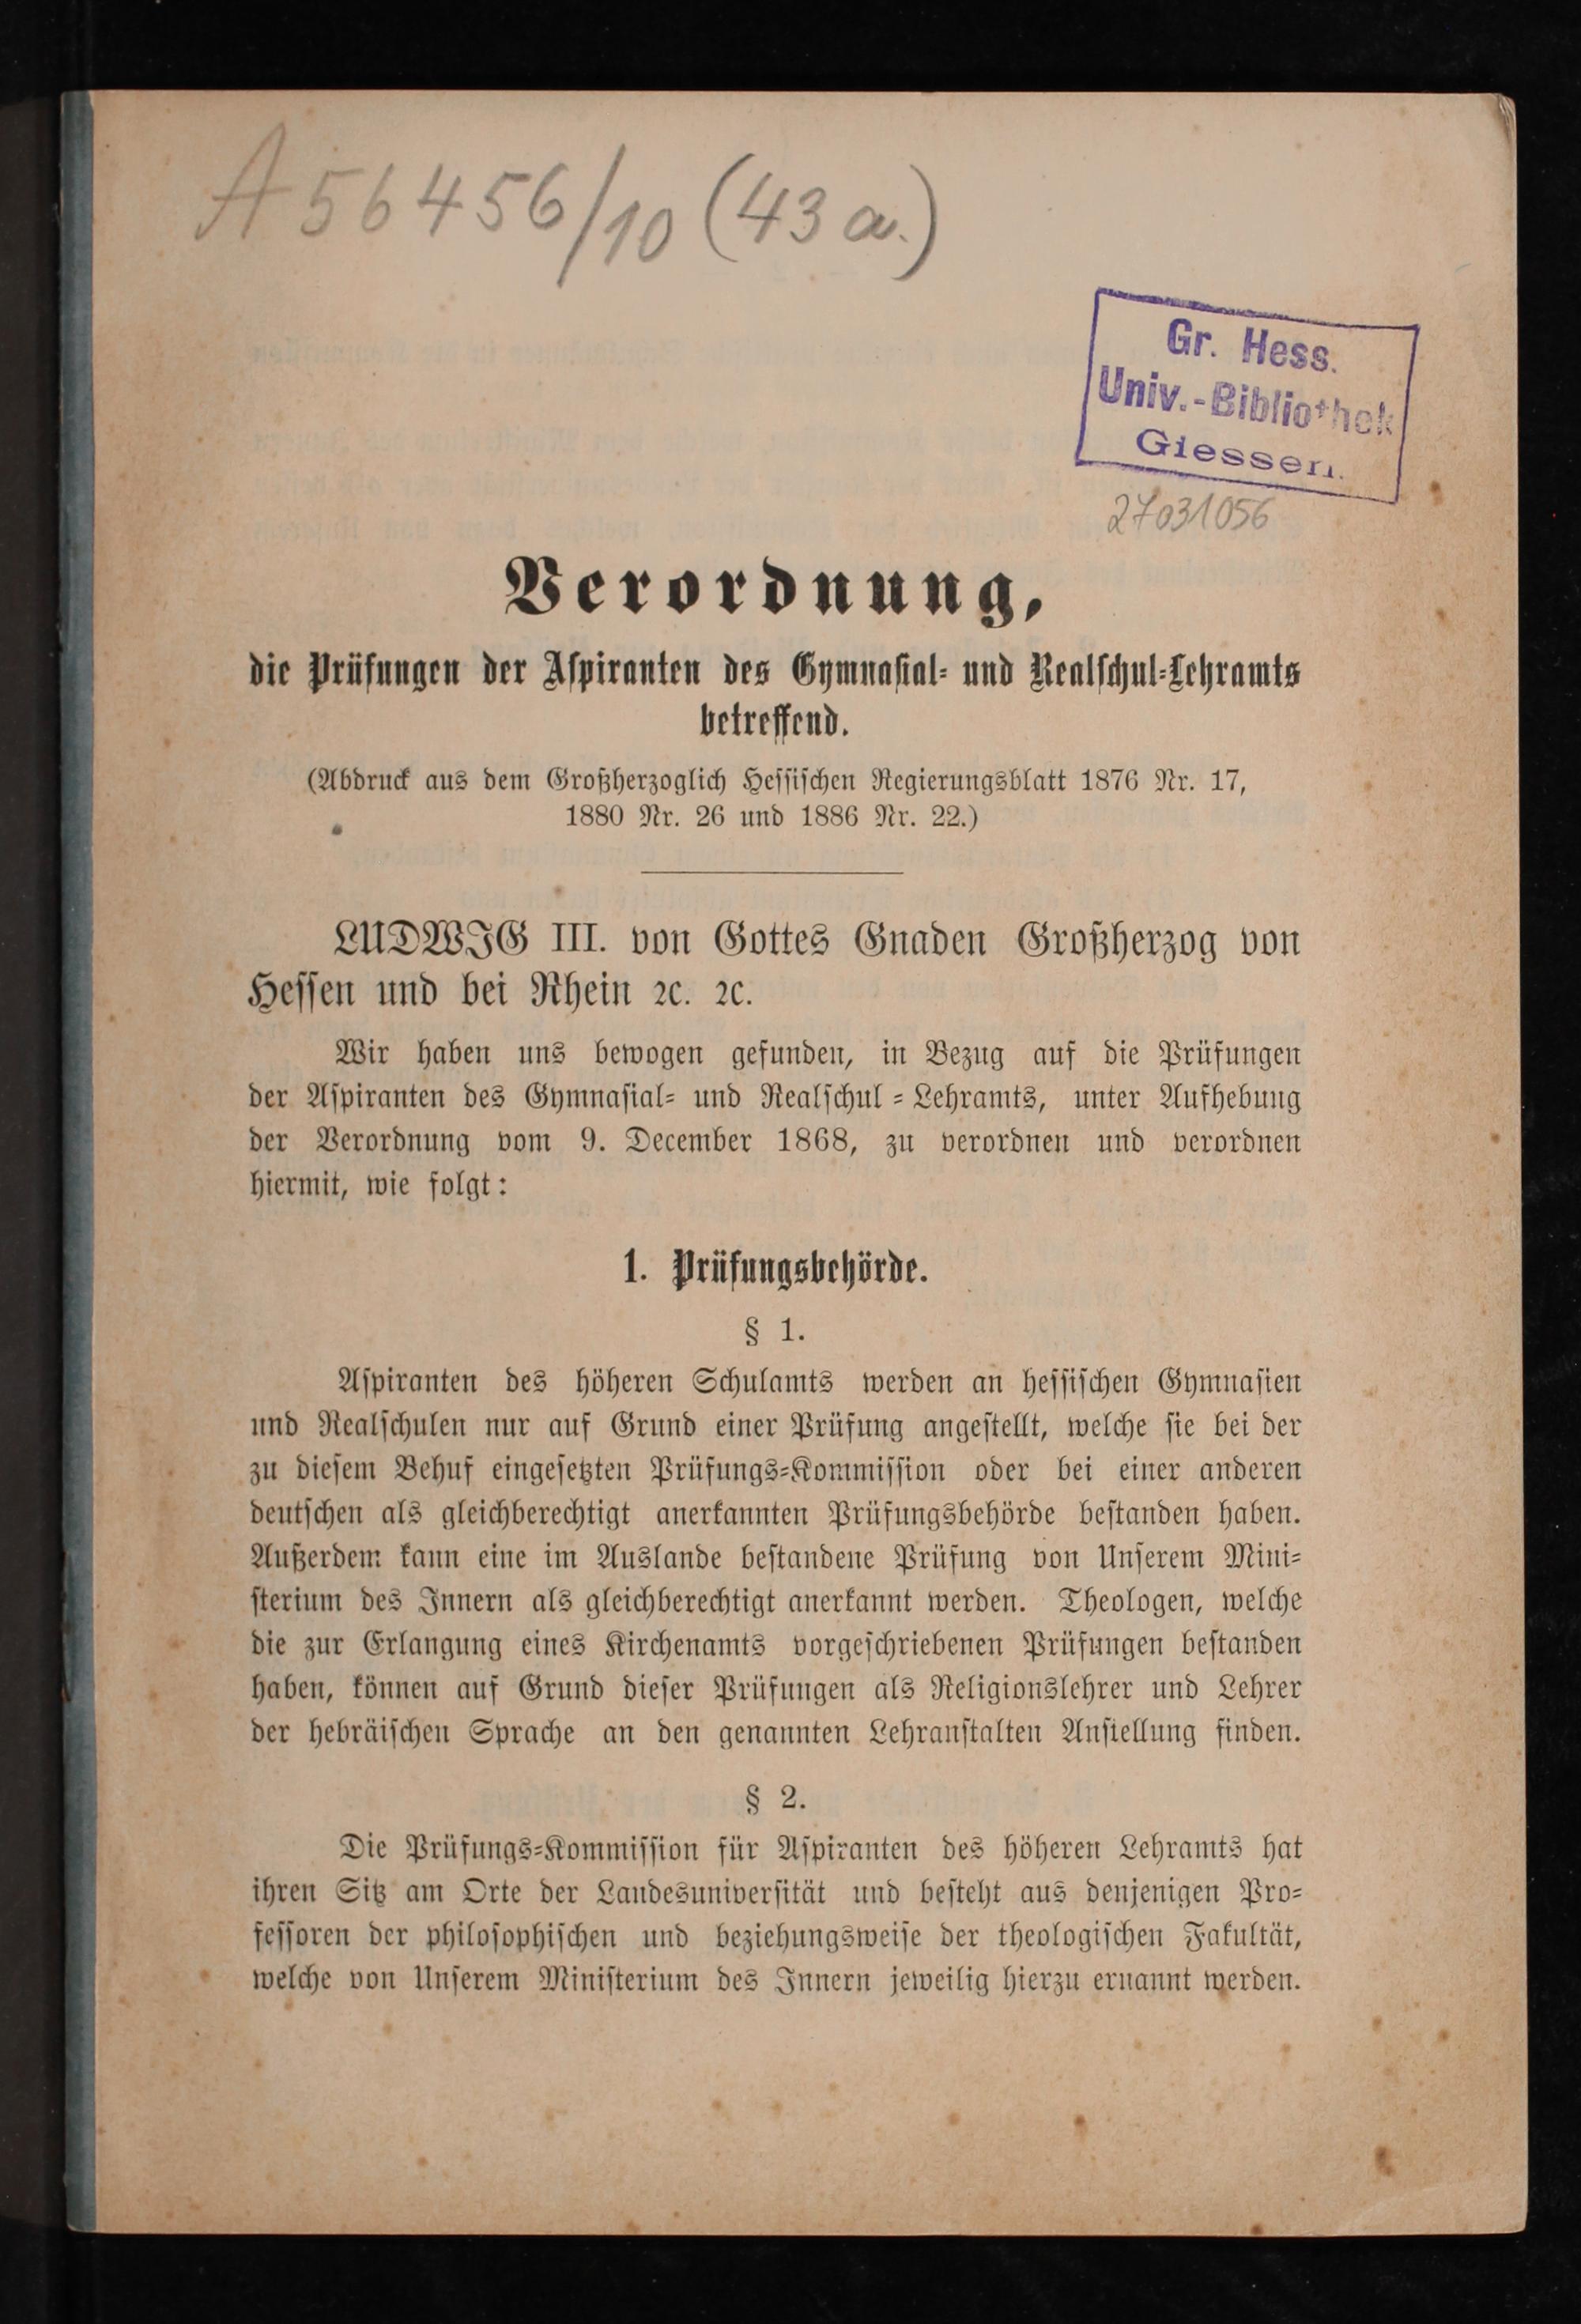 A 56456/10 (43 a.)
Gr. Hess.
Univ.-Bibliothek
Giessen.
27031056
Verordnung,
die Prüfungen der Aſpiranten des Gymnaſial- und Realſchul-Lehramts
betreffend.
(Abdruck aus dem Großherzoglich Heſſiſchen Regierungsblatt 1876 Nr. 17,
1880 Nr. 26 und 1886 Nr. 22.)
LUDWIG III. von Gottes Gnaden Großherzog von
Heſſen und bei Rhein ꝛc. ꝛc.
Wir haben uns bewogen gefunden, in Bezug auf die Prüfungen
der Aſpiranten des Gymnaſial- und Realſchul-Lehramts, unter Aufhebung
der Verordnung vom 9. December 1868, zu verordnen und verordnen
hiermit, wie folgt:
1. Prüfungsbehörde.
§ 1.
Aſpiranten des höheren Schulamts werden an heſſiſchen Gymnaſien
und Realſchulen nur auf Grund einer Prüfung angeſtellt, welche ſie bei der
zu dieſem Behuf eingeſetzten Prüfungs-Kommiſſion oder bei einer anderen
deutſchen als gleichberechtigt anerkannten Prüfungsbehörde beſtanden haben.
Außerdem kann eine im Auslande beſtandene Prüfung von Unſerem Mini-
ſterium des Innern als gleichberechtigt anerkannt werden. Theologen, welche
die zur Erlangung eines Kirchenamts vorgeſchriebenen Prüfungen beſtanden
haben, können auf Grund dieſer Prüfungen als Religionslehrer und Lehrer
der hebräiſchen Sprache an den genannten Lehranſtalten Anſtellung finden.
§ 2.
Die Prüfungs-Kommiſſion für Aſpiranten des höheren Lehramts hat
ihren Sitz am Orte der Landesuniverſität und beſteht aus denjenigen Pro-
feſſoren der philoſophiſchen und beziehungsweiſe der theologiſchen Fakultät,
welche von Unſerem Miniſterium des Innern jeweilig hierzu ernannt werden.